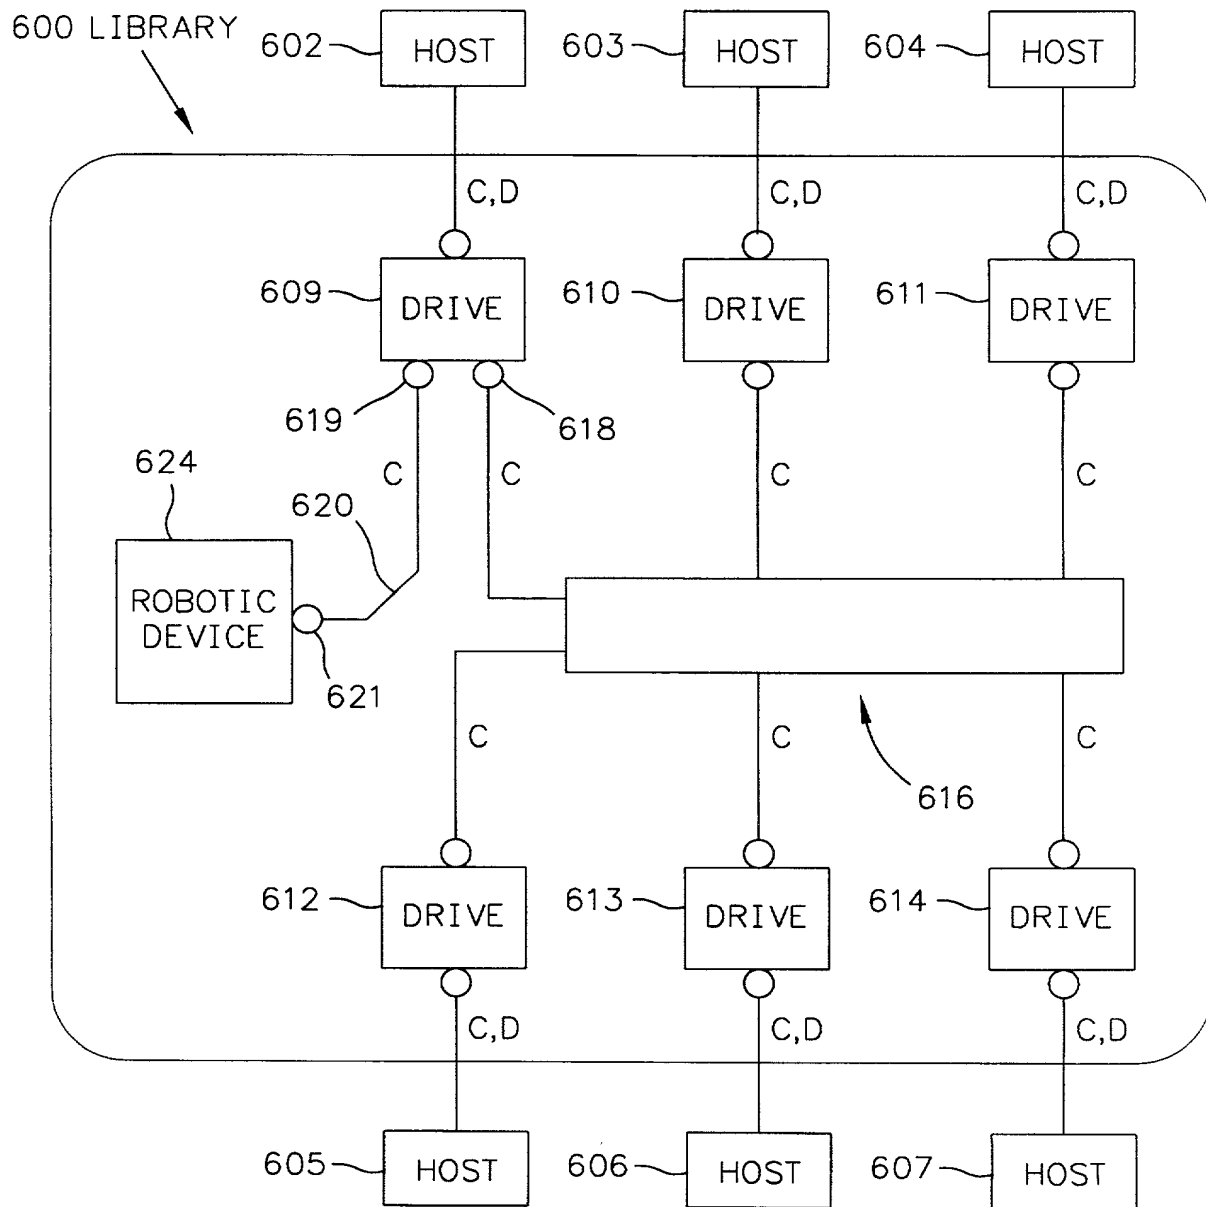 600 LIBRARY
602 HOST
603 HOST
604 HOST
C,D
C,D
C,D
609 DRIVE
610 DRIVE
611 DRIVE
619
618
624
C
C
C
C
620
ROBOTIC
DEVICE
621
C
C
C
616
612 DRIVE
613 DRIVE
614 DRIVE
C,D
C,D
C,D
605 HOST
606 HOST
607 HOST